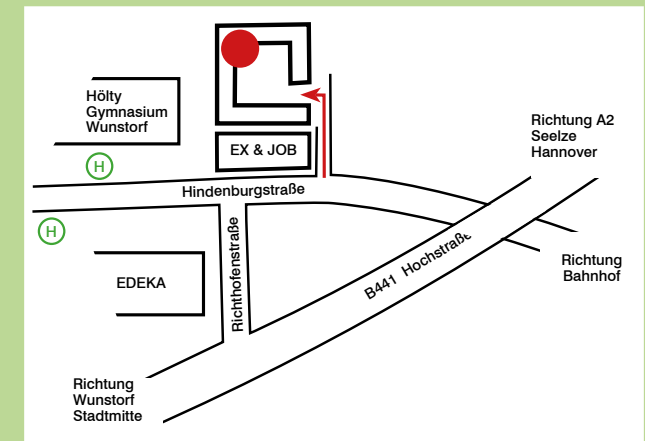 Hölty
Gymnasium
Wunstorf
EX & JOB
Richtung A2
Seelze
Hannover
H
Hindenburgstraße
H
Richthofenstraße
B441 Hochstraße
Richtung
Bahnhof
EDEKA
Richtung
Wunstorf
Stadtmitte